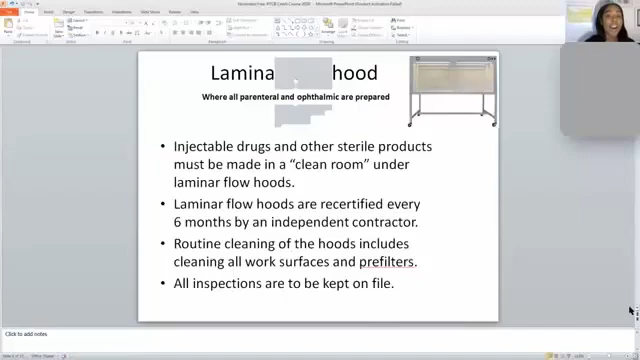 Home
Lamina hood
Where all parenteral and ophthalmic are prepared
• Injectable drugs and other sterile products
must be made in a “clean room” under
laminar flow hoods.
• Laminar flow hoods are recertified every
6 months by an independent contractor.
• Routine cleaning of the hoods includes
cleaning all work surfaces and prefilters.
• All inspections are to be kept on file.
Click to add notes